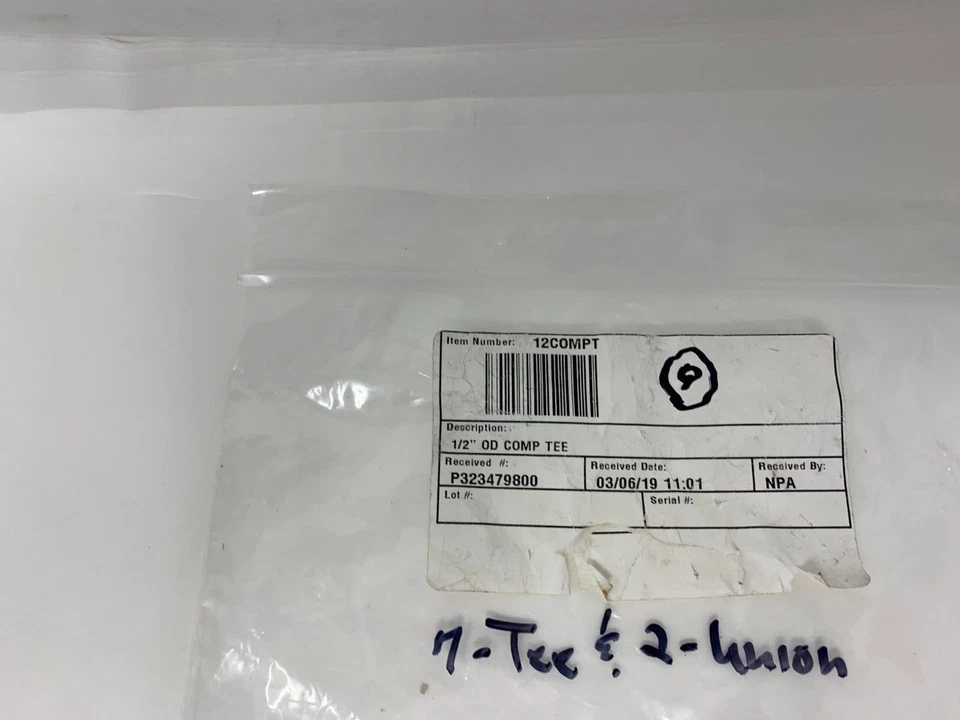 Item Number: 12COMPT
9
Description:
1/2" OD COMP TEE
Received #: Received Date: Received By:
P323479800 03/06/19 11:01 NPA
Lot #: Serial #:
7-Tee & 2-Union